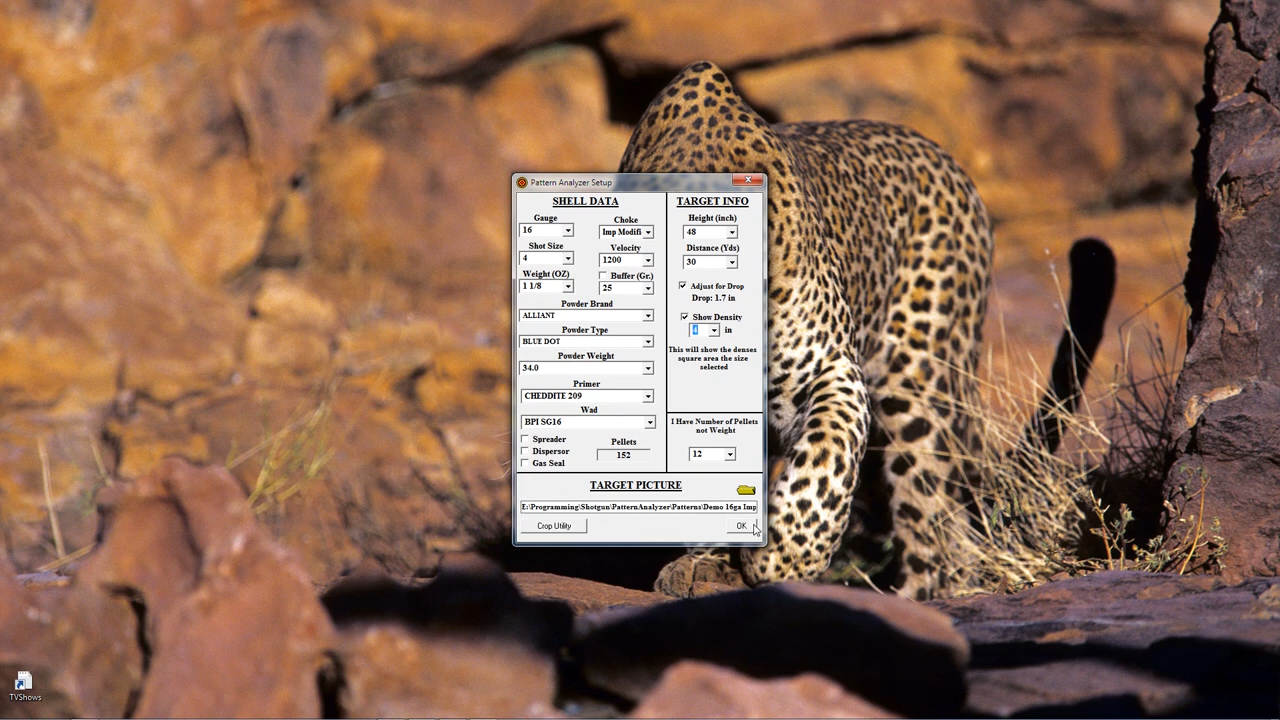 Pattern Analyzer Setup
SHELL DATA
Gauge
16
Choke
Imp Modifi
Shot Size
4
Velocity
1200
Weight (OZ)
1 1/8
Buffer (Gr.)
25
Powder Brand
ALLIANT
Powder Type
BLUE DOT
Powder Weight
34.0
Primer
CHEDDITE 209
Wad
BPI SG16
Spreader
Dispersor
Gas Seal
Pellets
152
TARGET INFO
Height (inch)
48
Distance (Yds)
30
Adjust for Drop
Drop: 1.7 in
Show Density
4 in
This will show the denses
square area the size
selected
I Have Number of Pellets
not Weight
12
TARGET PICTURE
E:\Programming\Shotgun\PatternAnalyzer\Patterns\Demo 16ga Imp
Crop Utility
OK
TVShows